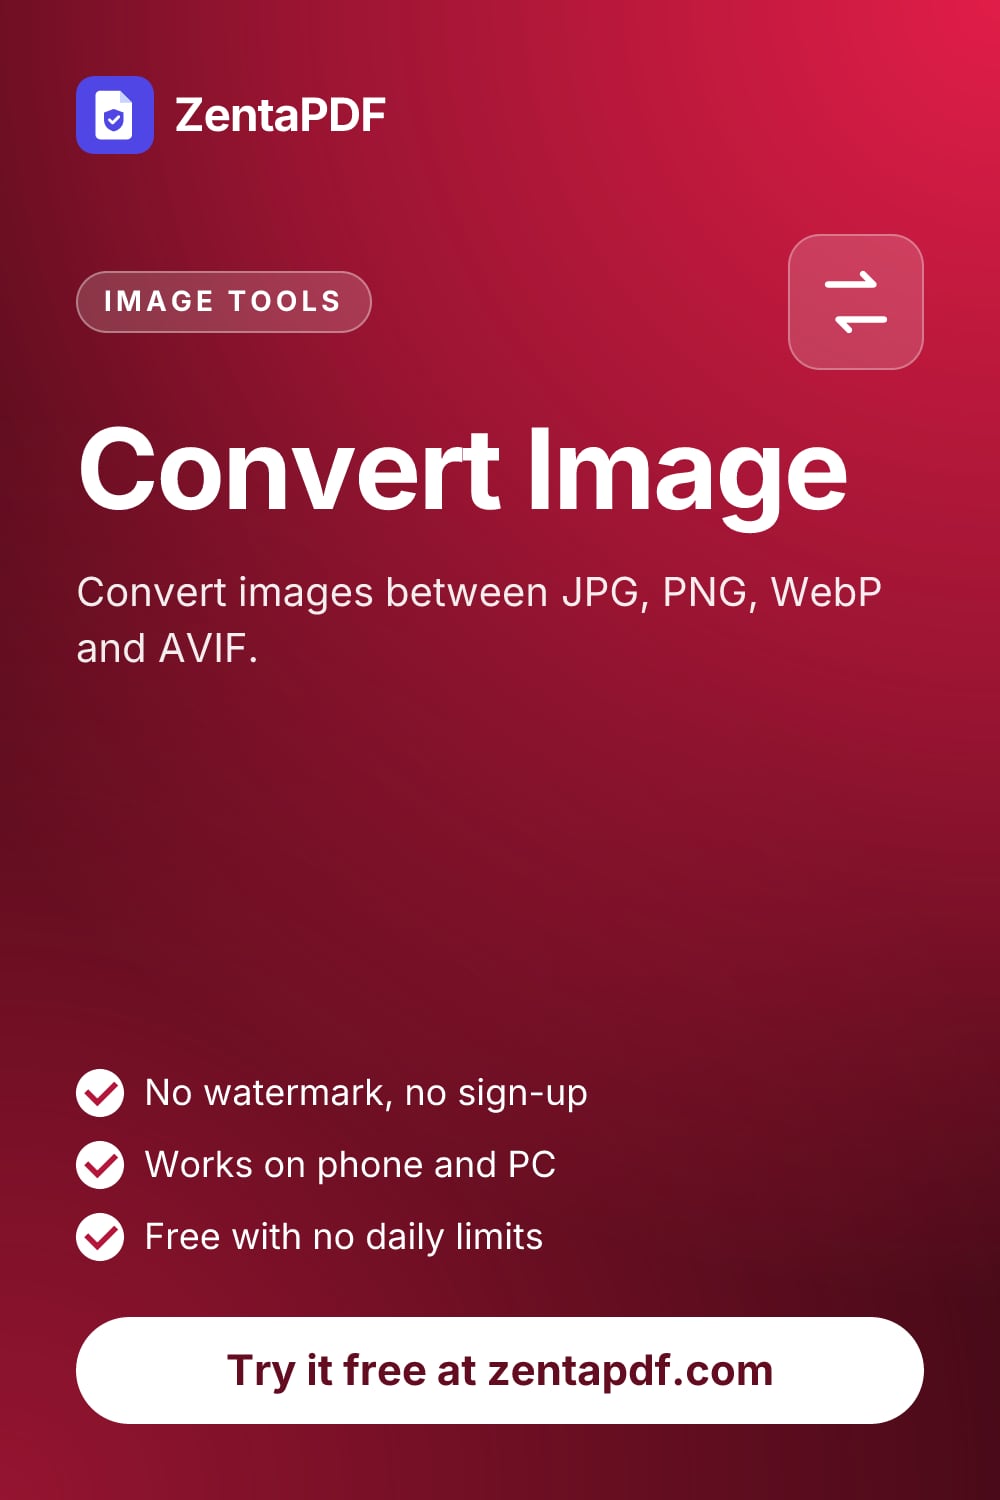 ZentaPDF
IMAGE TOOLS
Convert Image
Convert images between JPG, PNG, WebP
and AVIF.
No watermark, no sign-up
Works on phone and PC
Free with no daily limits
Try it free at zentapdf.com